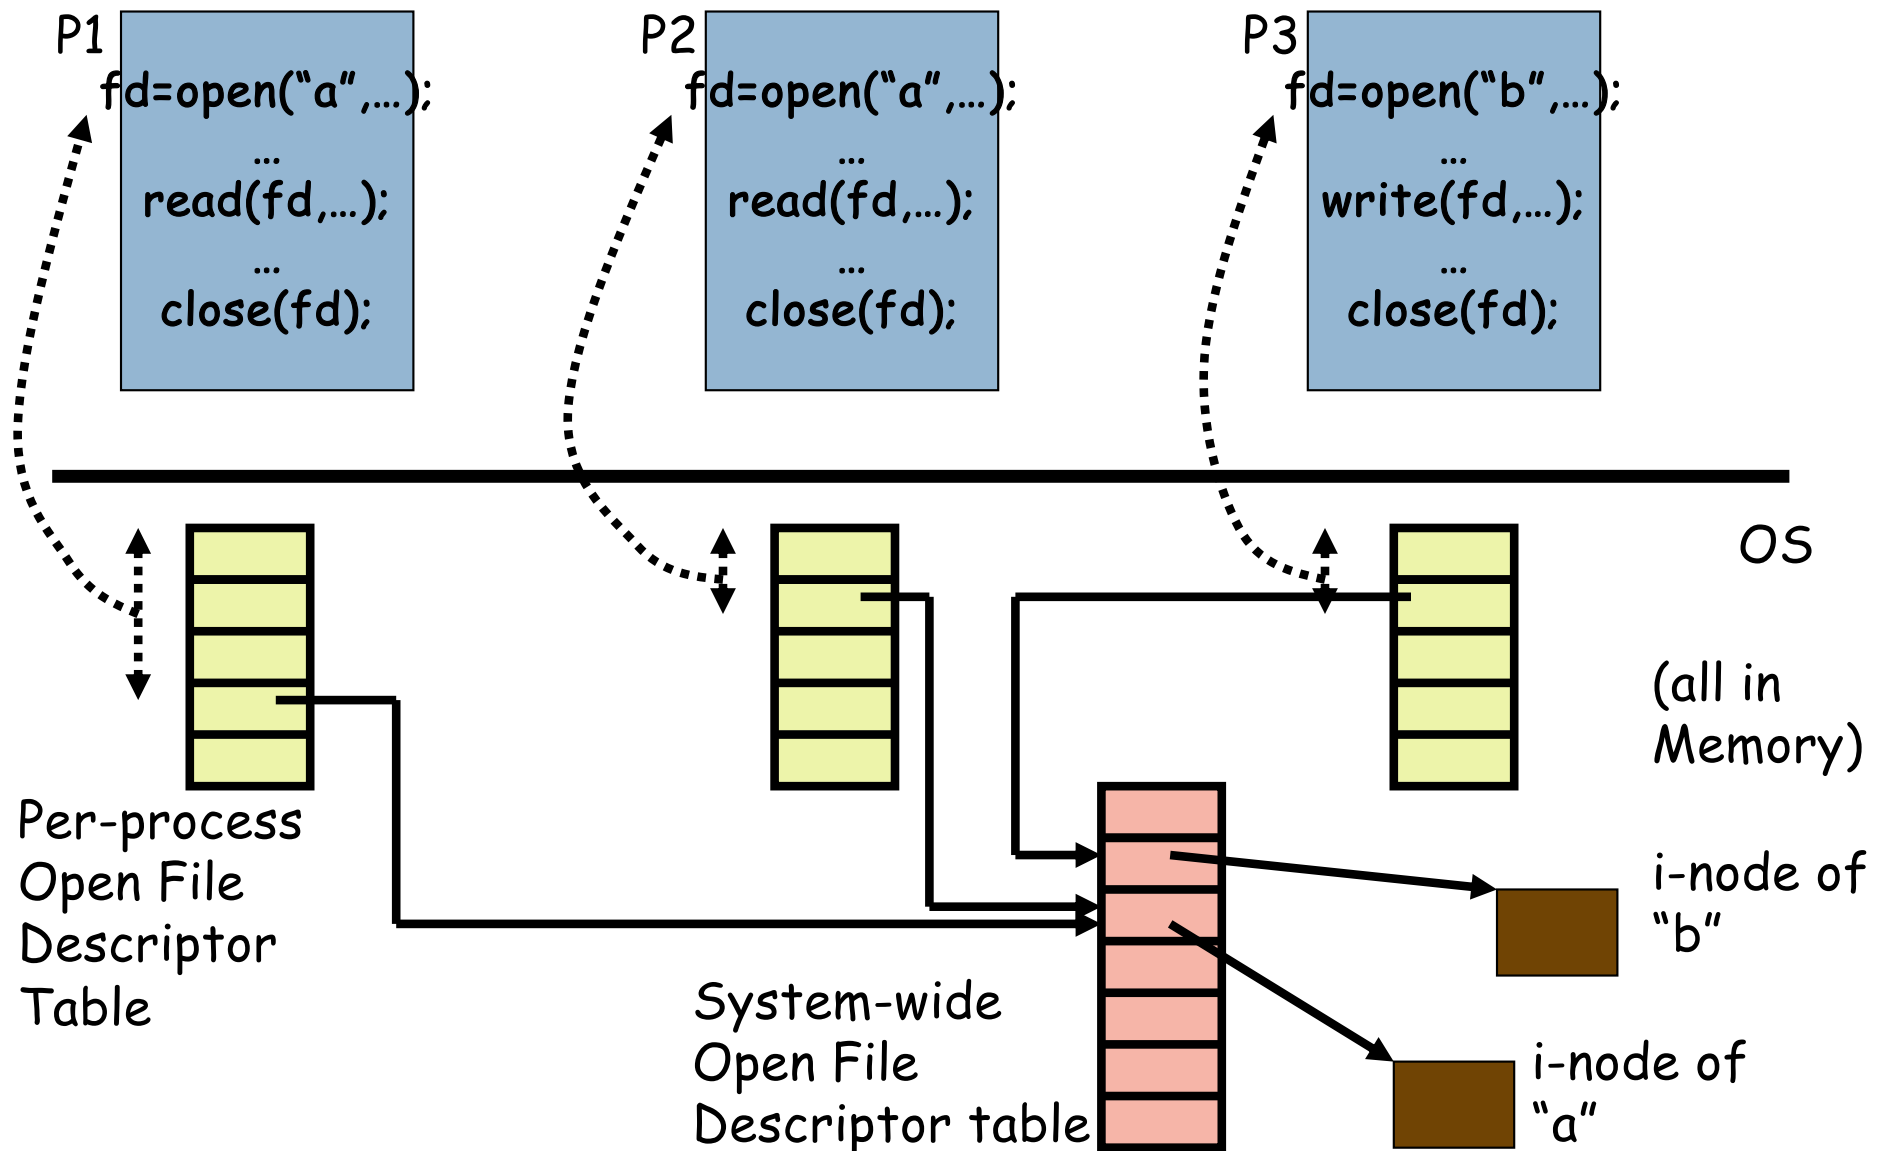 P1
fd=open(“a”,…);
…
read(fd,…);
…
close(fd);
P2
fd=open(“a”,…);
…
read(fd,…);
…
close(fd);
P3
fd=open(“b”,…);
…
write(fd,…);
…
close(fd);
OS
(all in
Memory)
Per-process
Open File
Descriptor
Table
System-wide
Open File
Descriptor table
i-node of
“b”
i-node of
“a”